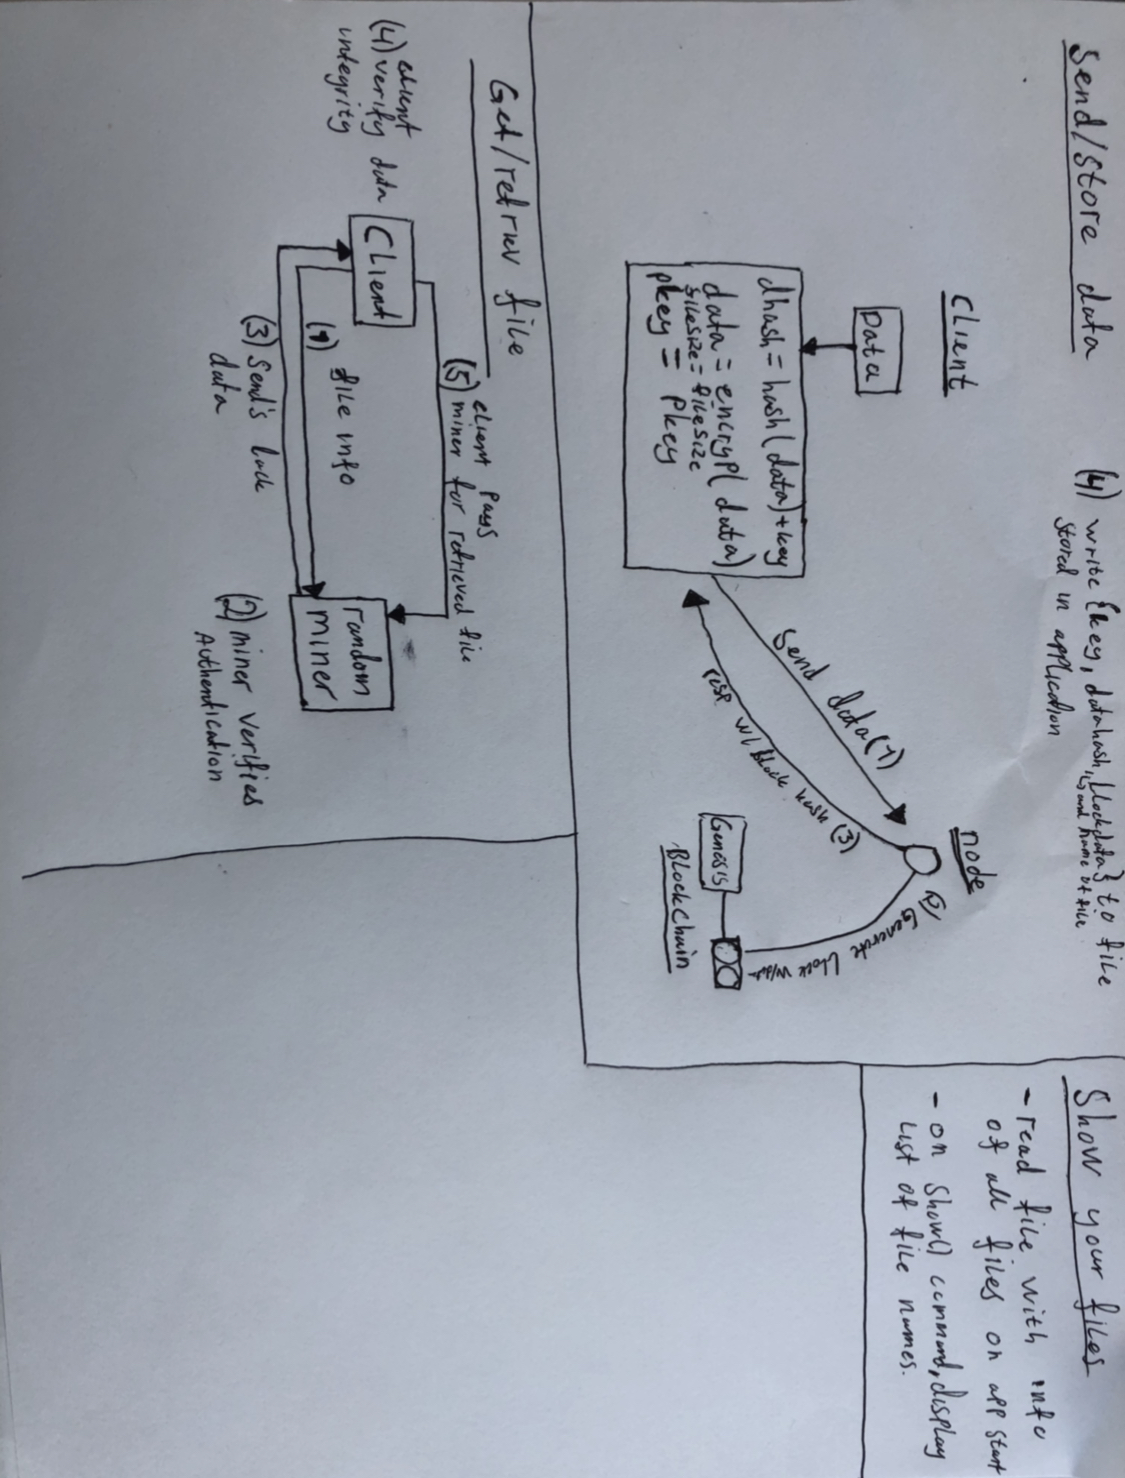 Send/Store data
(4) write {key, datahash, blockdata} to file
stored in application
and name of file
Client
Data
dhash = hash(data)+key
data = encryp(data)
filesize = filesize
pkey = Pkey
node
Send data(1)
resp w/ block hash (3)
(2)
Generate
block
Genesis
BlockChain
Show your files
- read file with info
of all files on app start
- on Show() command, display
List of file names.
Get/retriev file
(5) client pays
miner for retrieved file
(4) client
verify data
integrity
CLient
(1) file info
(3) Send's back
data
random
miner
(2) miner verifies
Authentication